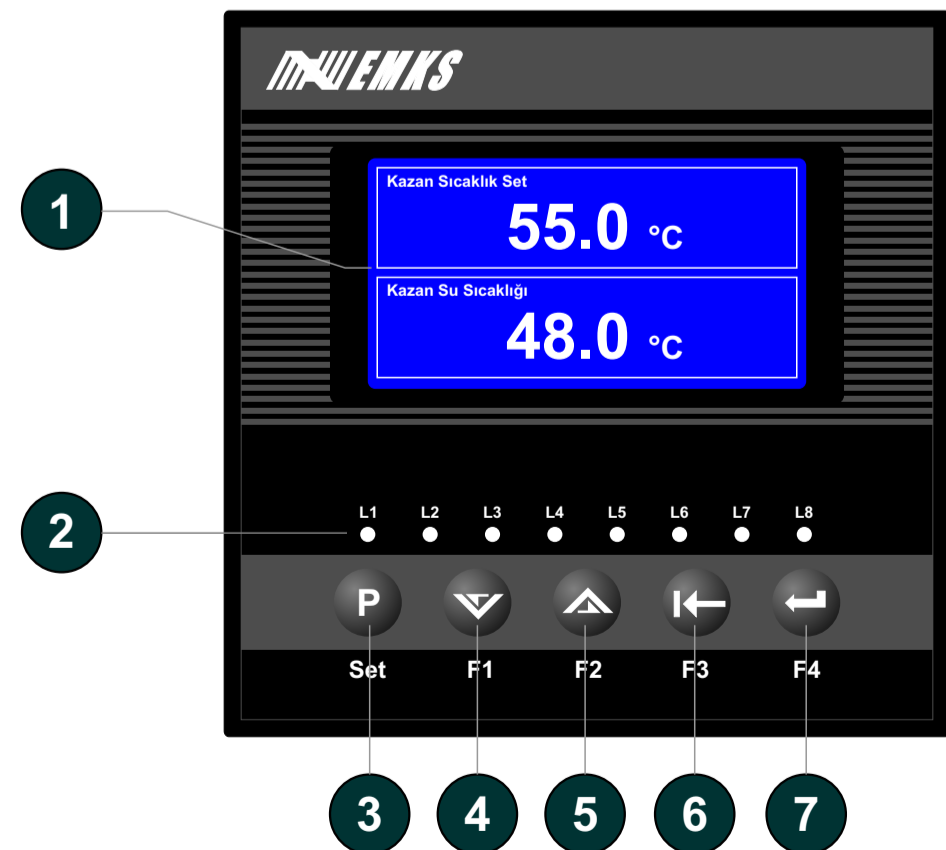 EMKS
Kazan Sıcaklık Set
55.0 °C
1
Kazan Su Sıcaklığı
48.0 °C
L1 L2 L3 L4 L5 L6 L7 L8
2
P
Set F1 F2 F3 F4
3 4 5 6 7